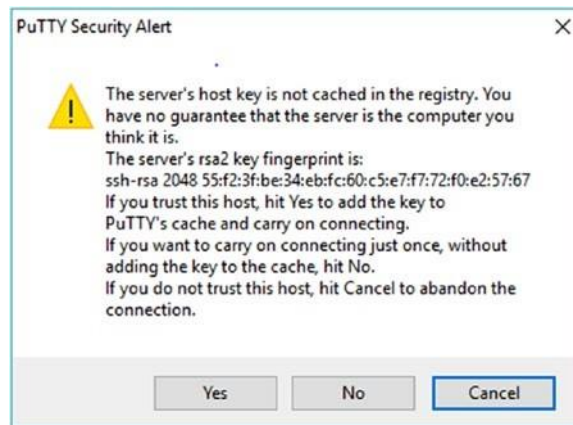 PuTTY Security Alert
The server's host key is not cached in the registry. You
have no guarantee that the server is the computer you
think it is.
The server's rsa2 key fingerprint is:
ssh-rsa 2048 55:f2:3f:be:34:eb:fc:60:c5:e7:f7:72:f0:e2:57:67
If you trust this host, hit Yes to add the key to
PuTTY's cache and carry on connecting.
If you want to carry on connecting just once, without
adding the key to the cache, hit No.
If you do not trust this host, hit Cancel to abandon the
connection.
Yes No Cancel